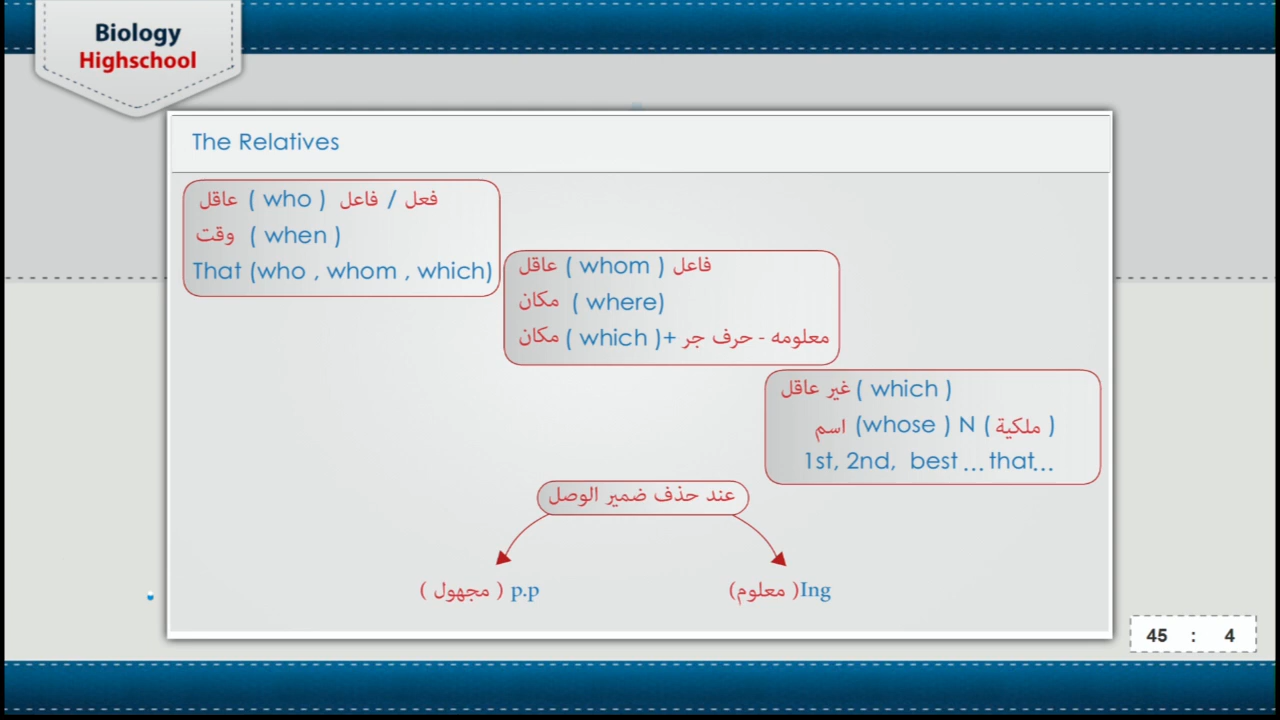 Biology
Highschool
The Relatives
عاقل ( who ) فاعل / فعل
وقت ( when )
That (who , whom , which)
عاقل ( whom ) فاعل
مكان ( where)
مكان ( which )+ معلومه - حرف جر
غير عاقل ( which )
اسم (whose ) N ( ملكية )
1st, 2nd, best ... that...
عند حذف ضمير الوصل
( مجهول ) p.p
(معلوم )Ing
45 : 4